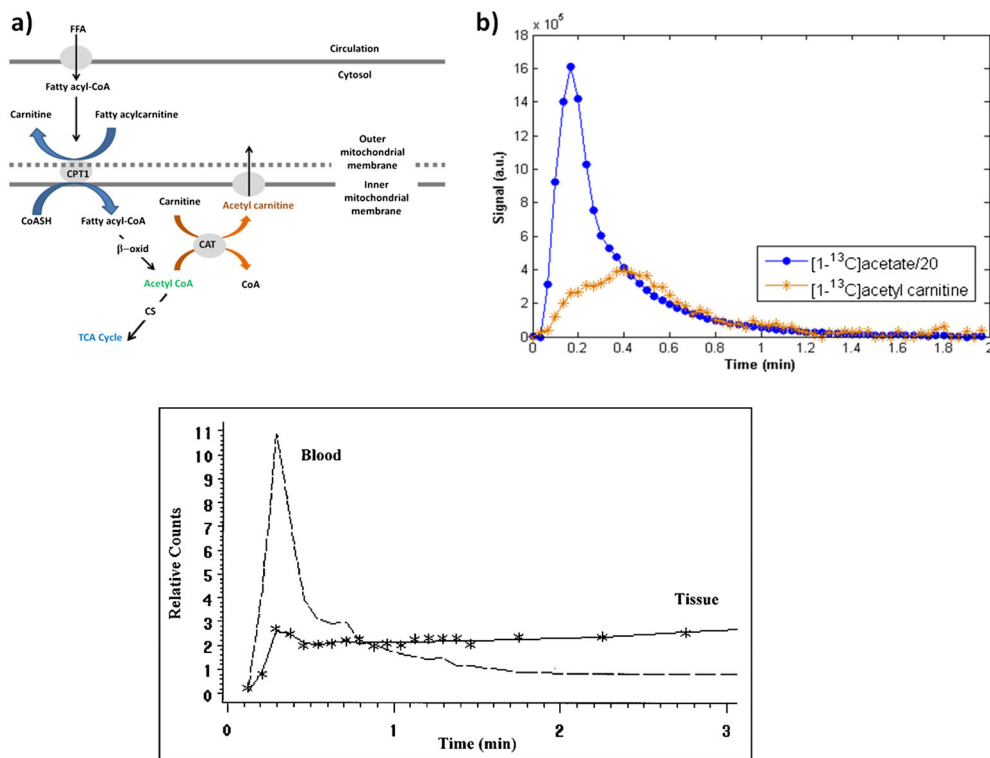 a)
FFA
Circulation
Cytosol
Fatty acyl-CoA
Carnitine
Fatty acylcarnitine
Outer
mitochondrial
membrane
CPT1
Inner
mitochondrial
membrane
CoASH
Fatty acyl-CoA
Carnitine
Acetyl carnitine
β-oxid
CAT
Acetyl CoA
CoA
CS
TCA Cycle
b)
x 10⁵
18
16
14
12
10
8
6
4
2
0
Signal (a.u.)
[1-¹³C]acetate/20
[1-¹³C]acetyl carnitine
0 0.2 0.4 0.6 0.8 1 1.2 1.4 1.6 1.8 2
Time (min)
11
10
9
8
7
6
5
4
3
2
1
0
Relative Counts
Blood
Tissue
0 1 2 3
Time (min)